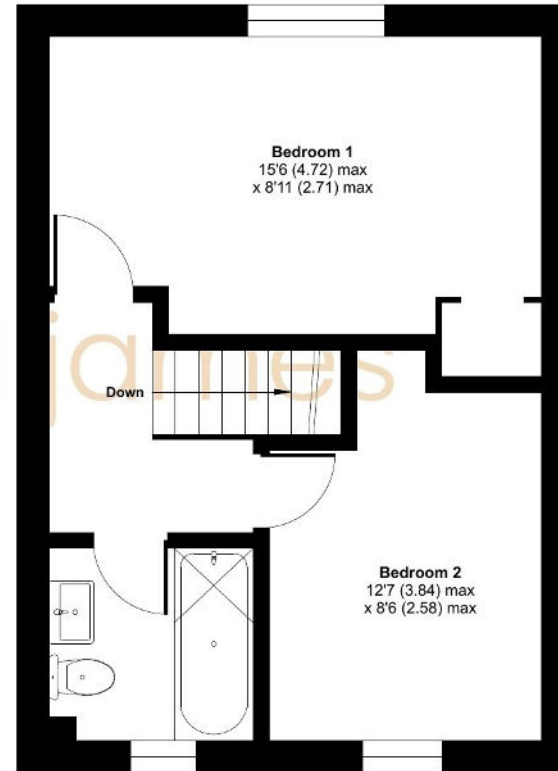 Bedroom 1
15'6 (4.72) max
x 8'11 (2.71) max
james
Down
Bedroom 2
12'7 (3.84) max
x 8'6 (2.58) max